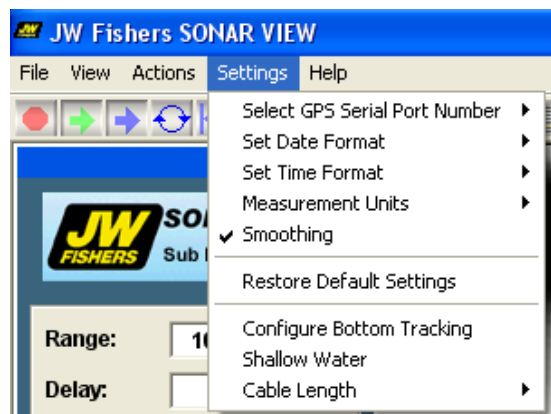 JW JW Fishers SONAR VIEW
File View Actions Settings Help
Select GPS Serial Port Number
Set Date Format
Set Time Format
Measurement Units
Smoothing
Restore Default Settings
Configure Bottom Tracking
Shallow Water
Cable Length
JW
FISHERS
Sub
Range:
Delay: